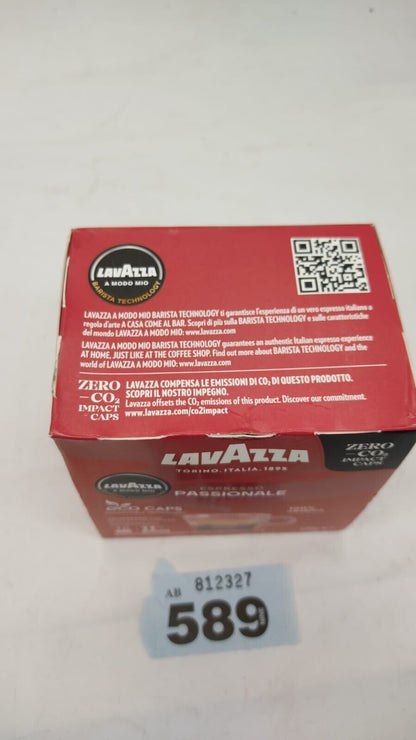 LAVAZZA
A MODO MIO
BARISTA TECHNOLOGY
LAVAZZA A MODO MIO BARISTA TECHNOLOGY ti garantisce l'esperienza di un vero espresso italiano a
regola d'arte A CASA COME AL BAR. Scopri di più sulla BARISTA TECHNOLOGY e sulle caratteristiche
del mondo LAVAZZA A MODO MIO: www.lavazza.com
LAVAZZA A MODO MIO BARISTA TECHNOLOGY guarantees an authentic Italian espresso experience
AT HOME, JUST LIKE AT THE COFFEE SHOP. Find out more about BARISTA TECHNOLOGY and the
world of LAVAZZA A MODO MIO: www.lavazza.com
ZERO
—CO₂
IMPACT
CAPS
LAVAZZA COMPENSA LE EMISSIONI DI CO₂ DI QUESTO PRODOTTO.
SCOPRI IL NOSTRO IMPEGNO.
Lavazza offsets the CO₂ emissions of this product. Discover our commitment.
www.lavazza.com/co2impact
LAVAZZA
TORINO, ITALIA, 1895
ZERO
—CO₂
IMPACT
CAPS
LAVAZZA
A MODO MIO
ESPRESSO
PASSIONALE
ECO CAPS
AB 812327
589